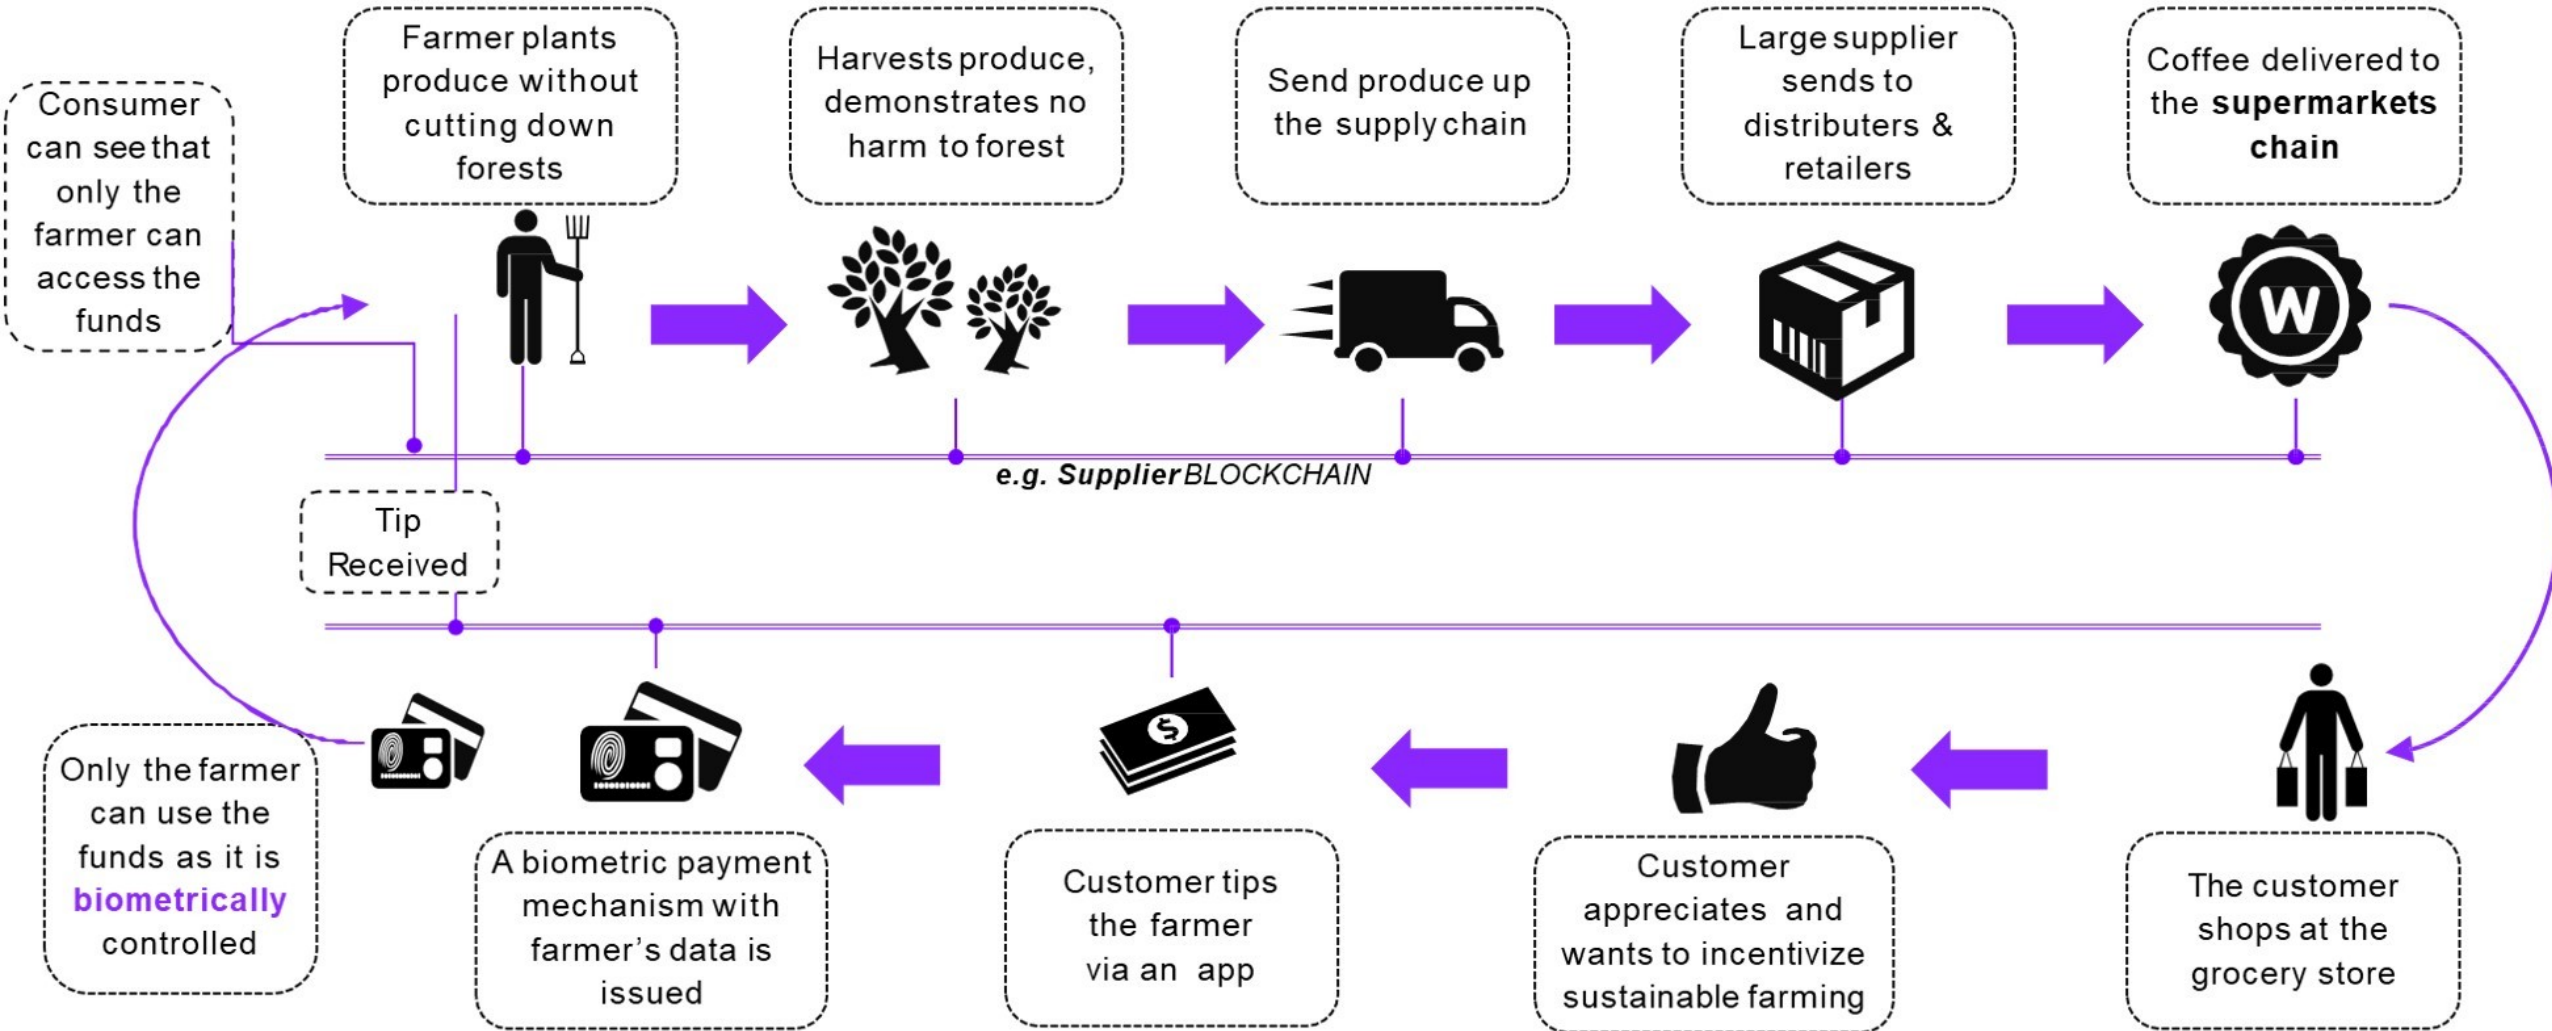 Consumer
can see that
only the
farmer can
access the
funds
Farmer plants
produce without
cutting down
forests
Harvests produce,
demonstrates no
harm to forest
Send produce up
the supply chain
Large supplier
sends to
distributers &
retailers
Coffee delivered to
the supermarkets
chain
W
e.g. Supplier BLOCKCHAIN
Tip
Received
$
Only the farmer
can use the
funds as it is
biometrically
controlled
A biometric payment
mechanism with
farmer's data is
issued
Customer tips
the farmer
via an app
Customer
appreciates and
wants to incentivize
sustainable farming
The customer
shops at the
grocery store